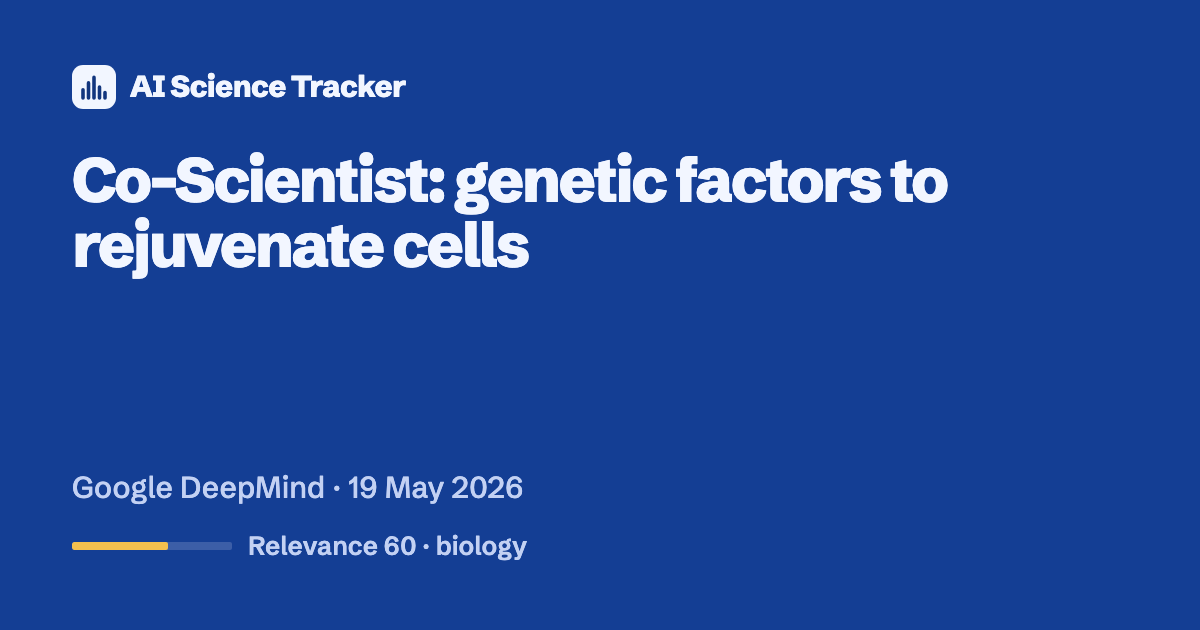 AI Science Tracker
Co-Scientist: genetic factors to
rejuvenate cells
Google DeepMind · 19 May 2026
Relevance 60 · biology